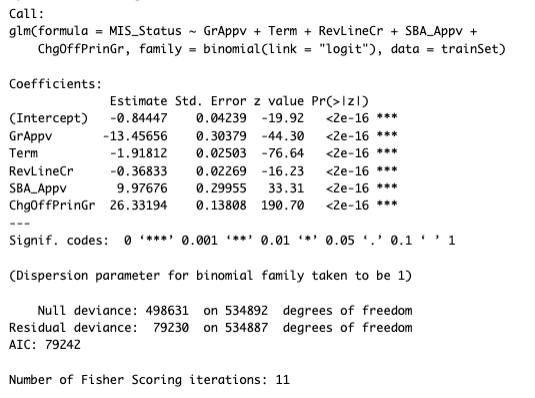 Call:
glm(formula = MIS_Status ~ GrAppv + Term + RevLineCr + SBA_Appv +
    ChgOffPrinGr, family = binomial(link = "logit"), data = trainSet)

Coefficients:
              Estimate Std. Error z value Pr(>|z|)
(Intercept)   -0.84447    0.04239  -19.92   <2e-16 ***
GrAppv       -13.45656    0.30379  -44.30   <2e-16 ***
Term          -1.91812    0.02503  -76.64   <2e-16 ***
RevLineCr     -0.36833    0.02269  -16.23   <2e-16 ***
SBA_Appv       9.97676    0.29955   33.31   <2e-16 ***
ChgOffPrinGr  26.33194    0.13808  190.70   <2e-16 ***
---
Signif. codes:  0 ‘***’ 0.001 ‘**’ 0.01 ‘*’ 0.05 ‘.’ 0.1 ‘ ’ 1

(Dispersion parameter for binomial family taken to be 1)

    Null deviance: 498631  on 534892  degrees of freedom
Residual deviance:  79230  on 534887  degrees of freedom
AIC: 79242

Number of Fisher Scoring iterations: 11